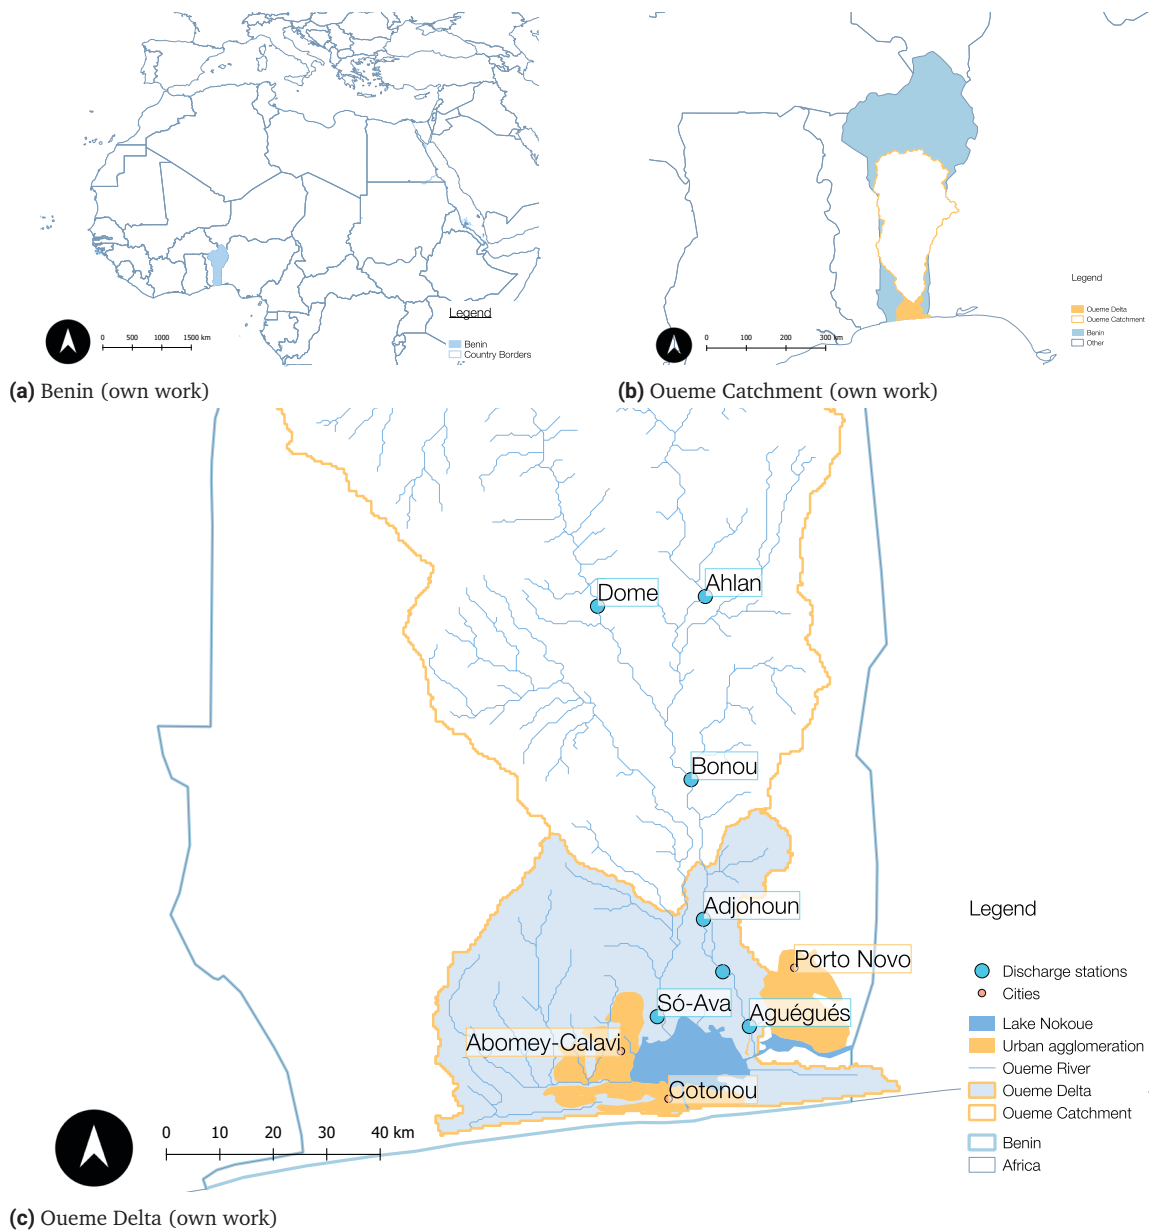 Legend
Benin
Country Borders
0 500 1000 1500 km
(a) Benin (own work)
Legend
Oueme Delta
Oueme Catchment
Benin
Other
0 100 200 300 km
(b) Oueme Catchment (own work)
Dome
Ahlan
Bonou
Adjohoun
Porto Novo
Só-Ava
Aguégués
Abomey-Calavi
Cotonou
0 10 20 30 40 km
Legend
Discharge stations
Cities
Lake Nokoue
Urban agglomeration
Oueme River
Oueme Delta
Oueme Catchment
Benin
Africa
(c) Oueme Delta (own work)